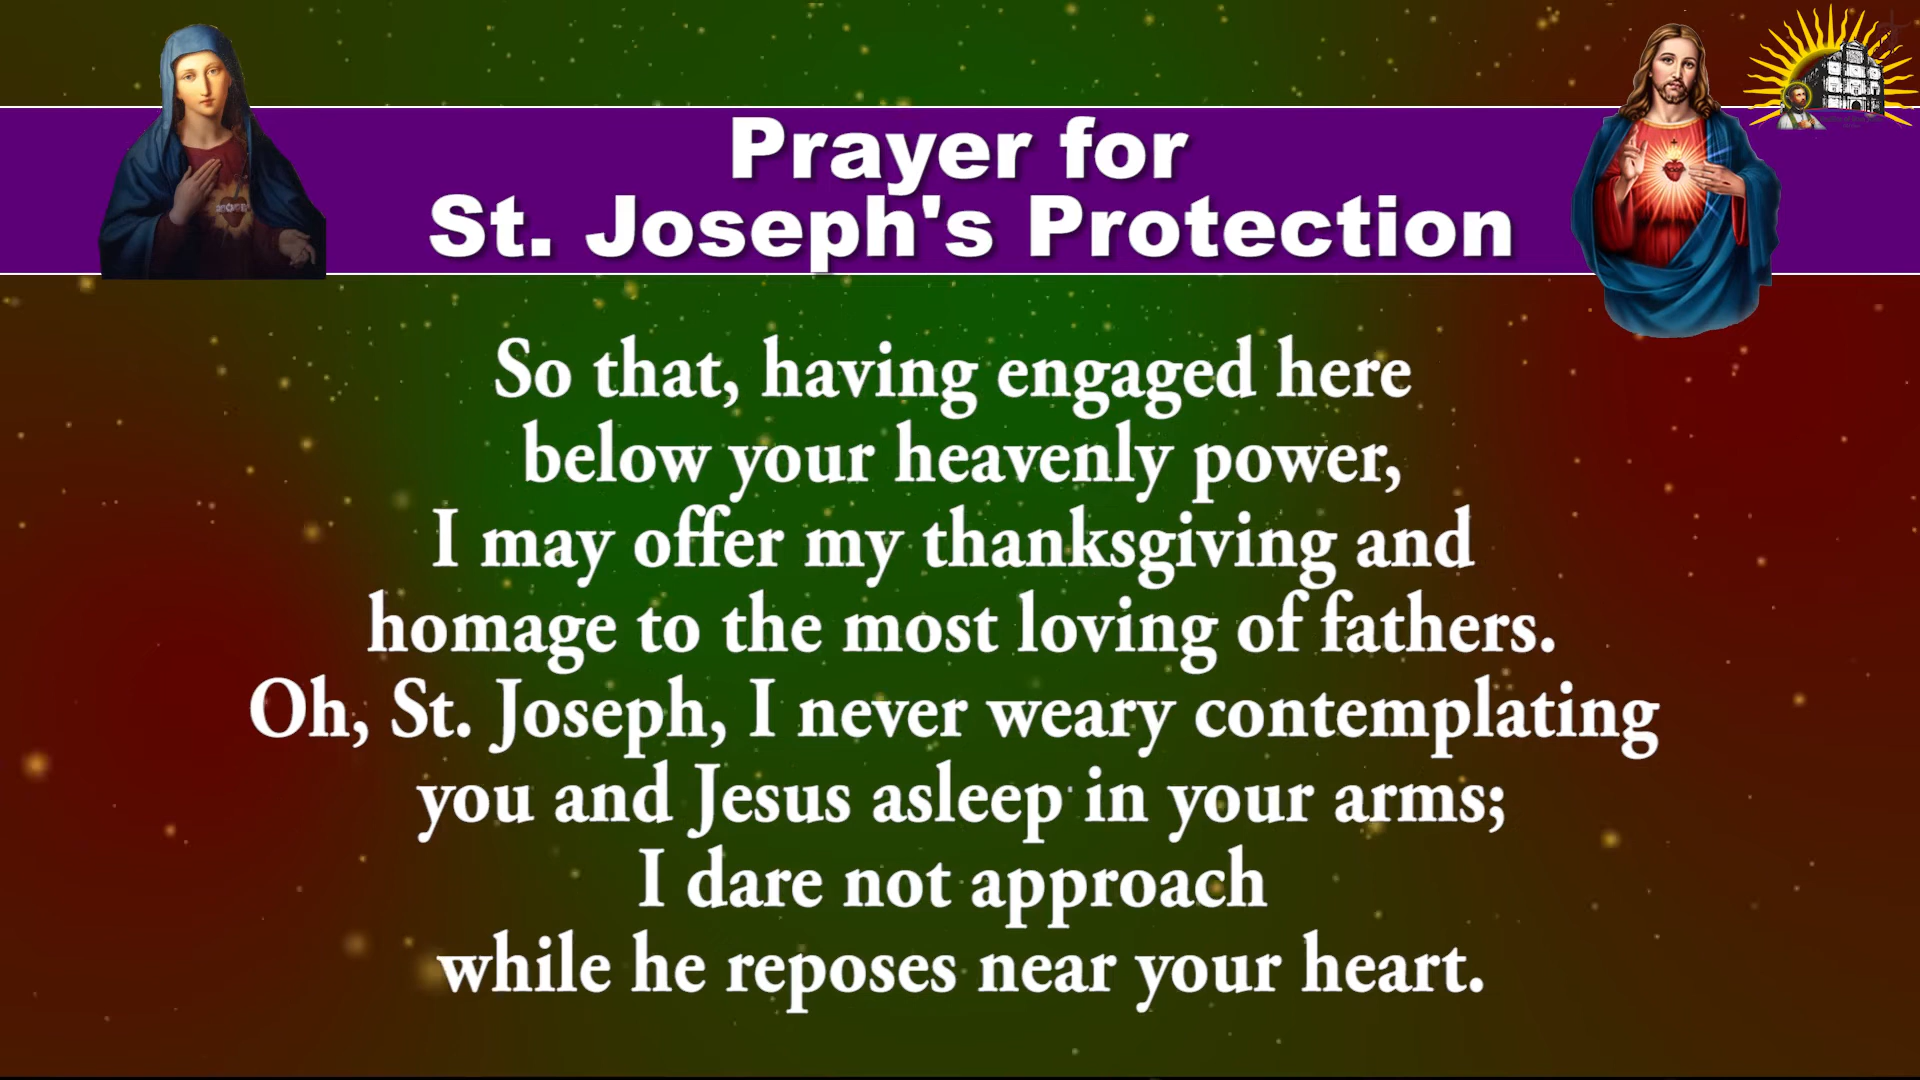 Prayer for
St. Joseph's Protection
So that, having engaged here
below your heavenly power,
I may offer my thanksgiving and
homage to the most loving of fathers.
Oh, St. Joseph, I never weary contemplating
you and Jesus asleep in your arms;
I dare not approach
while he reposes near your heart.